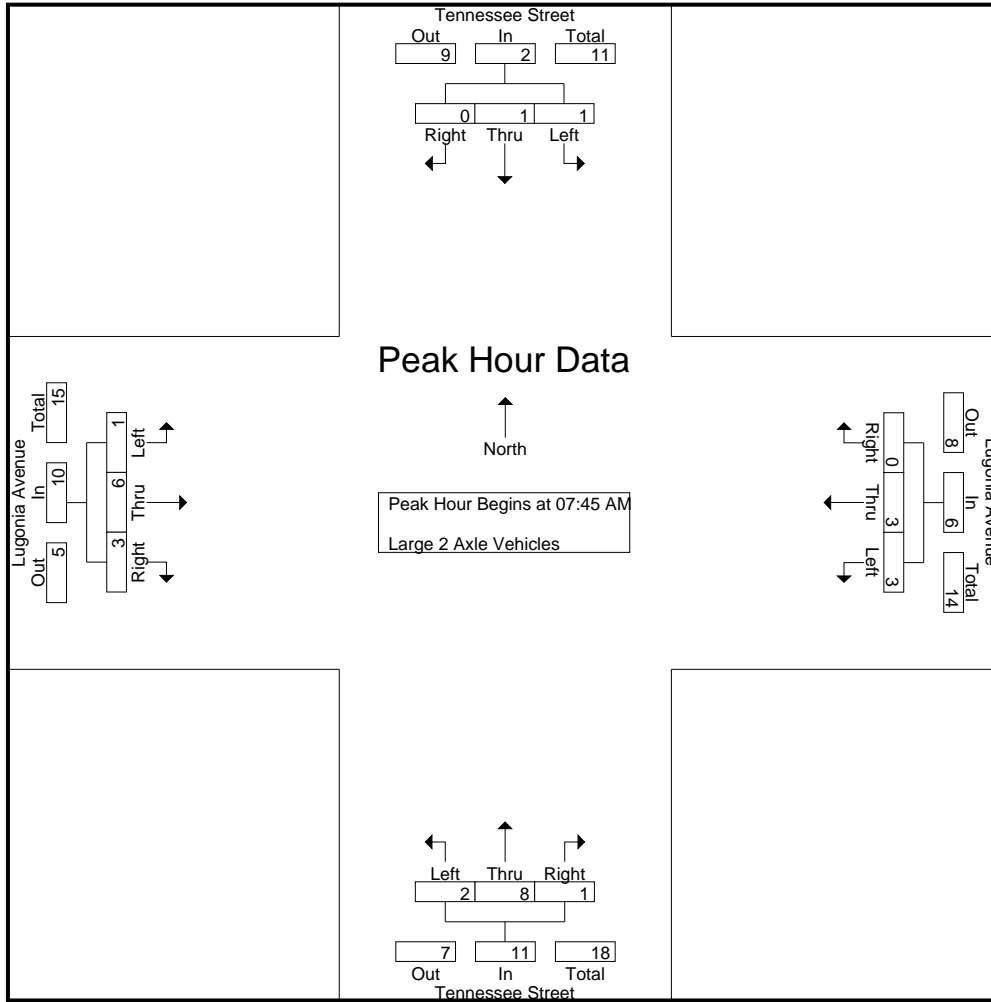 Tennessee Street
Out In Total
9 2 11
0 1 1
Right Thru Left
Peak Hour Data
North
Peak Hour Begins at 07:45 AM
Large 2 Axle Vehicles
Lugonia Avenue
Out In Total
5 10 15
Left Thru Right
1 6 3
Lugonia Avenue
Out In Total
8 6 14
Right Thru Left
0 3 3
Left Thru Right
2 8 1
7 11 18
Out In Total
Tennessee Street